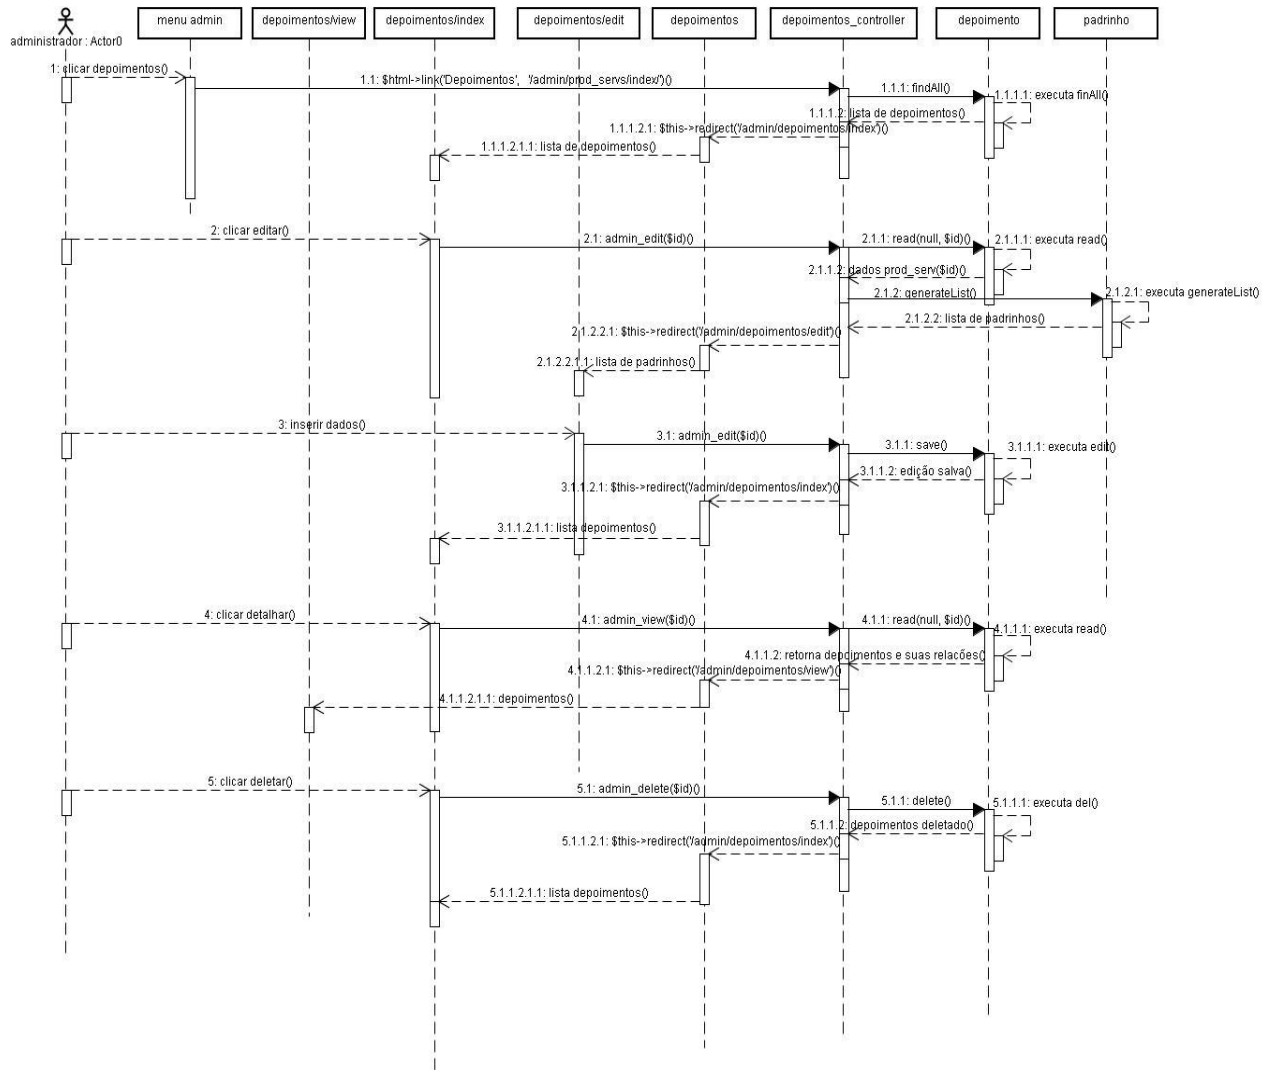 menu admin
depoimentos/view
depoimentos/index
depoimentos/edit
depoimentos
depoimentos_controller
depoimento
padrinho
administrador : Actor0
1: clicar depoimentos()
1.1: $html->link('Depoimentos', '/admin/prod_servs/index/')()
1.1.1: findAll()
1.1.1.1: executa finAll()
1.1.1.2: lista de depoimentos()
1.1.1.2.1: $this->redirect('/admin/depoimentos/index')()
1.1.1.2.1.1: lista de depoimentos()
2: clicar editar()
2.1: admin_edit($id)()
2.1.1: read(null, $id)()
2.1.1.1: executa read()
2.1.1.2: dados prod_serv($id)()
2.1.2: generateList()
2.1.2.1: executa generateList()
2.1.2.2: lista de padrinhos()
2.1.2.2.1: $this->redirect('/admin/depoimentos/edit')()
2.1.2.2.1.1: lista de padrinhos()
3: inserir dados()
3.1: admin_edit($id)()
3.1.1: save()
3.1.1.1: executa edit()
3.1.1.2: edição salva()
3.1.1.2.1: $this->redirect('/admin/depoimentos/index')()
3.1.1.2.1.1: lista depoimentos()
4: clicar detalhar()
4.1: admin_view($id)()
4.1.1: read(null, $id)()
4.1.1.1: executa read()
4.1.1.2: retorna depoimentos e suas relacões()
4.1.1.2.1: $this->redirect('/admin/depoimentos/view')()
4.1.1.2.1.1: depoimentos()
5: clicar deletar()
5.1: admin_delete($id)()
5.1.1: delete()
5.1.1.1: executa del()
5.1.1.2: depoimentos deletado()
5.1.1.2.1: $this->redirect('/admin/depoimentos/index')()
5.1.1.2.1.1: lista depoimentos()